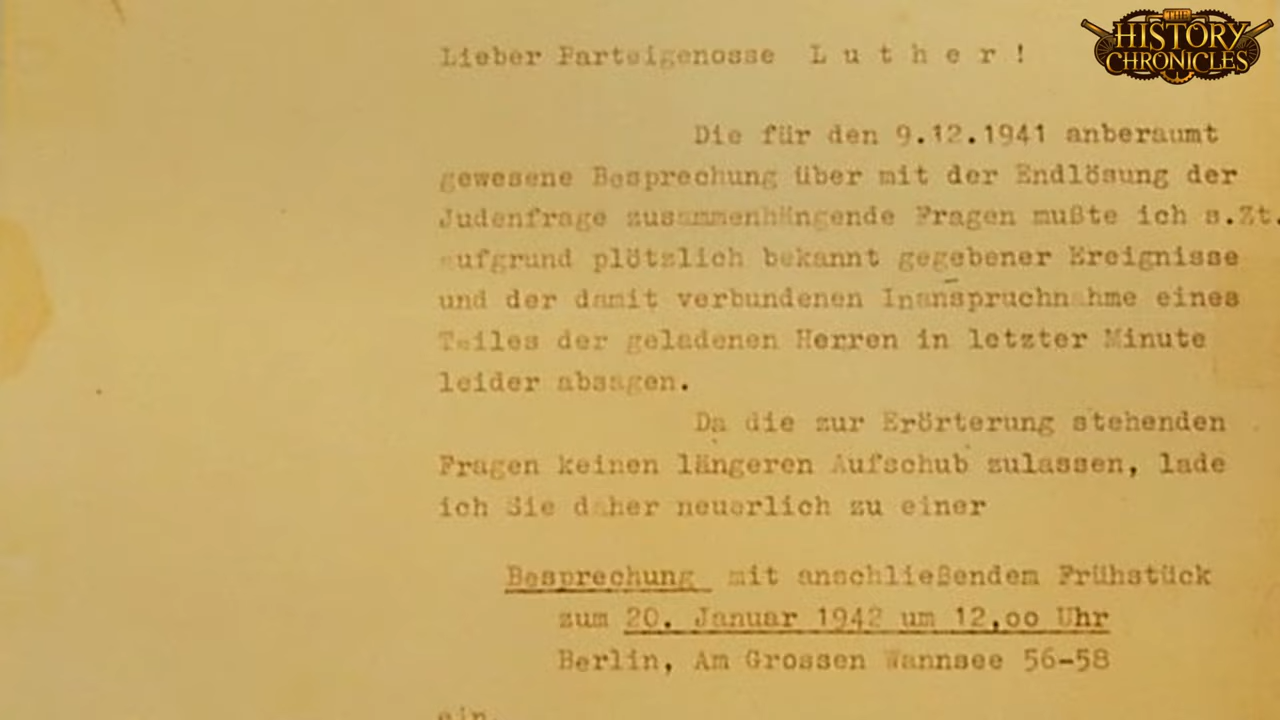 THE
HISTORY
CHRONICLES
Lieber Parteigenosse L u t h e r !
Die für den 9.12.1941 anberaumt
gewesene Besprechung über mit der Endlösung der
Judenfrage zusammenhängende Fragen mußte ich s.Zt.
aufgrund plötzlich bekannt gegebener Ereignisse
und der damit verbundenen Inanspruchnahme eines
Teiles der geladenen Herren in letzter Minute
leider absagen.
Da die zur Erörterung stehenden
Fragen keinen längeren Aufschub zulassen, lade
ich Sie daher neuerlich zu einer
Besprechung mit anschließendem Frühstück
zum 20. Januar 1942 um 12,oo Uhr
Berlin, Am Grossen Wannsee 56-58
ein.